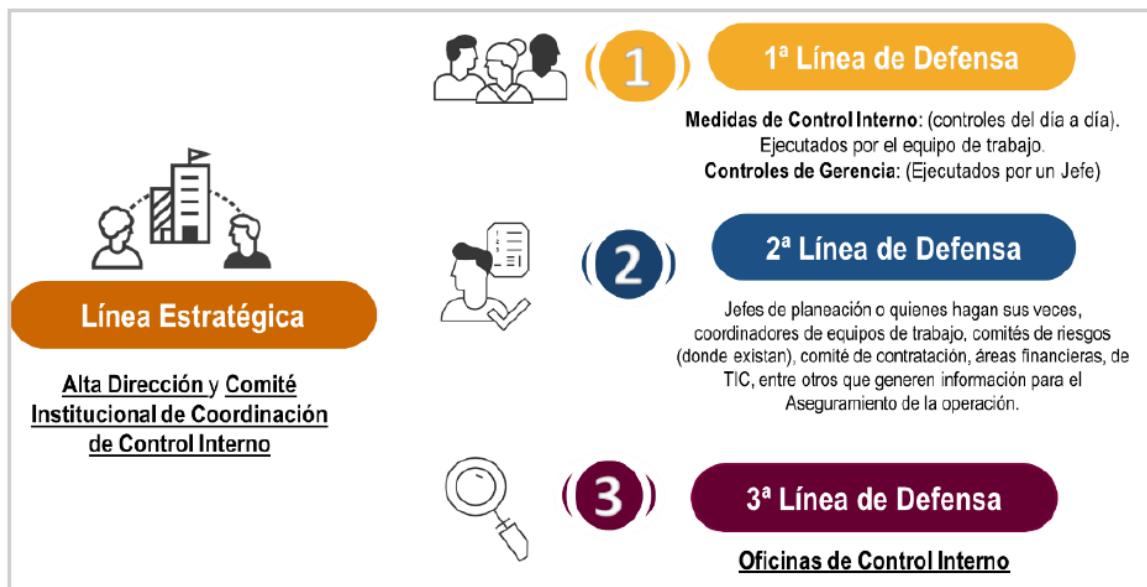 Línea Estratégica
Alta Dirección y Comité
Institucional de Coordinación
de Control Interno
1
1ª Línea de Defensa
Medidas de Control Interno: (controles del día a día).
Ejecutados por el equipo de trabajo.
Controles de Gerencia: (Ejecutados por un Jefe)
2
2ª Línea de Defensa
Jefes de planeación o quienes hagan sus veces,
coordinadores de equipos de trabajo, comités de riesgos
(donde existan), comité de contratación, áreas financieras, de
TIC, entre otros que generen información para el
Aseguramiento de la operación.
3
3ª Línea de Defensa
Oficinas de Control Interno